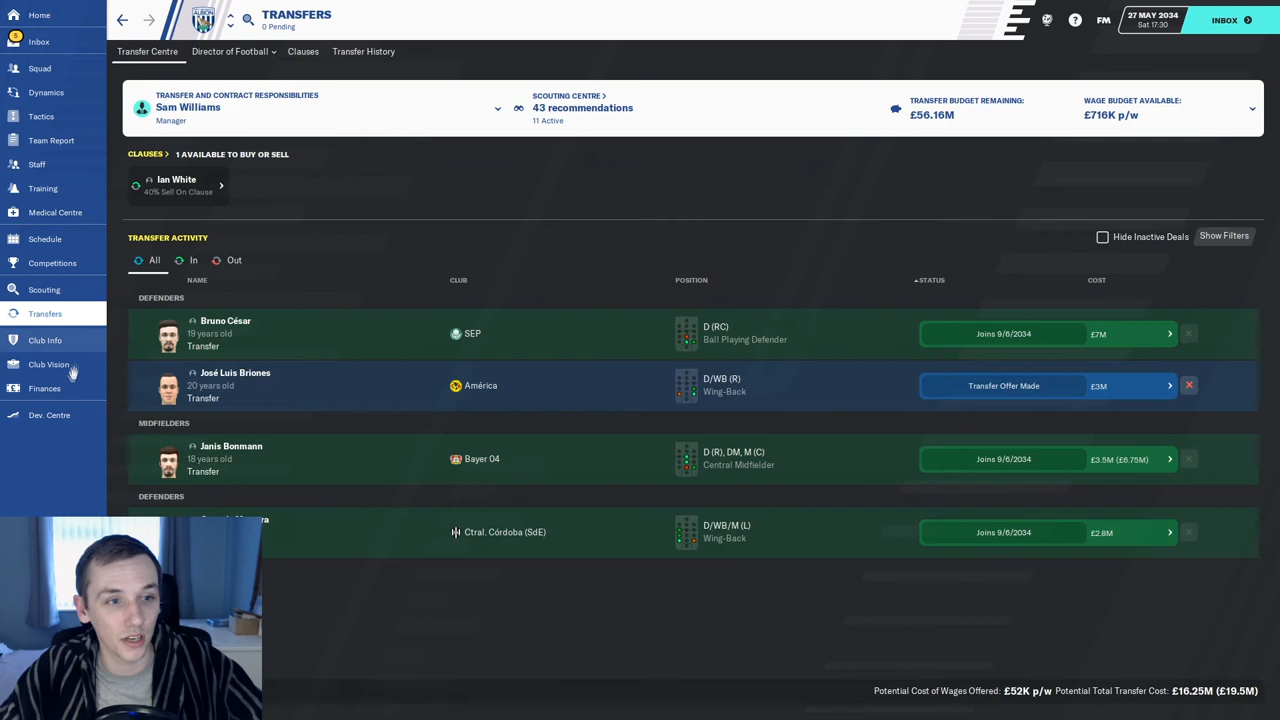 Home
5
Inbox
Squad
Dynamics
Tactics
Team Report
Staff
Training
Medical Centre
Schedule
Competitions
Scouting
Transfers
Club Info
Club Vision
Finances
Dev. Centre
ALBION
TRANSFERS
0 Pending
?
FM
27 MAY 2034
Sat 17:30
INBOX
Transfer Centre
Director of Football
Clauses
Transfer History
TRANSFER AND CONTRACT RESPONSIBILITIES
Sam Williams
Manager
SCOUTING CENTRE >
43 recommendations
11 Active
TRANSFER BUDGET REMAINING:
£56.16M
WAGE BUDGET AVAILABLE:
£716K p/w
CLAUSES > 1 AVAILABLE TO BUY OR SELL
Ian White
40% Sell On Clause
TRANSFER ACTIVITY
Hide Inactive Deals
Show Filters
All
In
Out
NAME
CLUB
POSITION
STATUS
COST
DEFENDERS
Bruno César
19 years old
Transfer
SEP
D (RC)
Ball Playing Defender
Joins 9/6/2034
£7M
José Luis Briones
20 years old
Transfer
América
D/WB (R)
Wing-Back
Transfer Offer Made
£3M
MIDFIELDERS
Janis Bonmann
18 years old
Transfer
Bayer 04
D (R), DM, M (C)
Central Midfielder
Joins 9/6/2034
£3.5M (£6.75M)
DEFENDERS
Ctral. Córdoba (SdE)
D/WB/M (L)
Wing-Back
Joins 9/6/2034
£2.8M
Potential Cost of Wages Offered: £52K p/w Potential Total Transfer Cost: £16.25M (£19.5M)